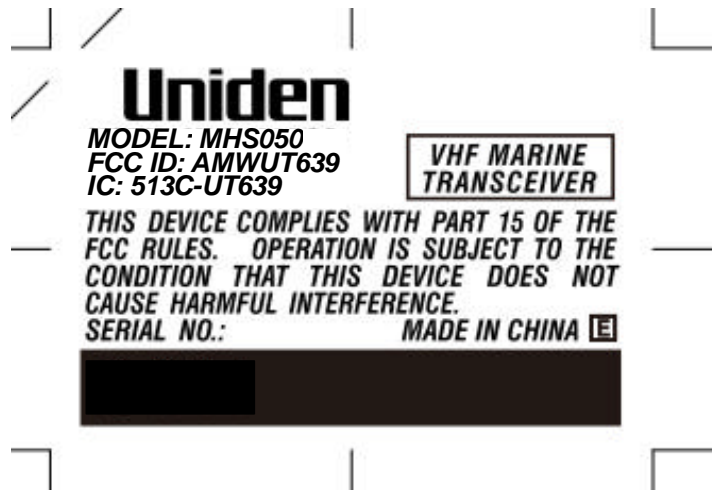 Uniden
MODEL: MHS050
FCC ID: AMWUT639
IC: 513C-UT639
VHF MARINE
TRANSCEIVER
THIS DEVICE COMPLIES WITH PART 15 OF THE
FCC RULES. OPERATION IS SUBJECT TO THE
CONDITION THAT THIS DEVICE DOES NOT
CAUSE HARMFUL INTERFERENCE.
SERIAL NO.: MADE IN CHINA E